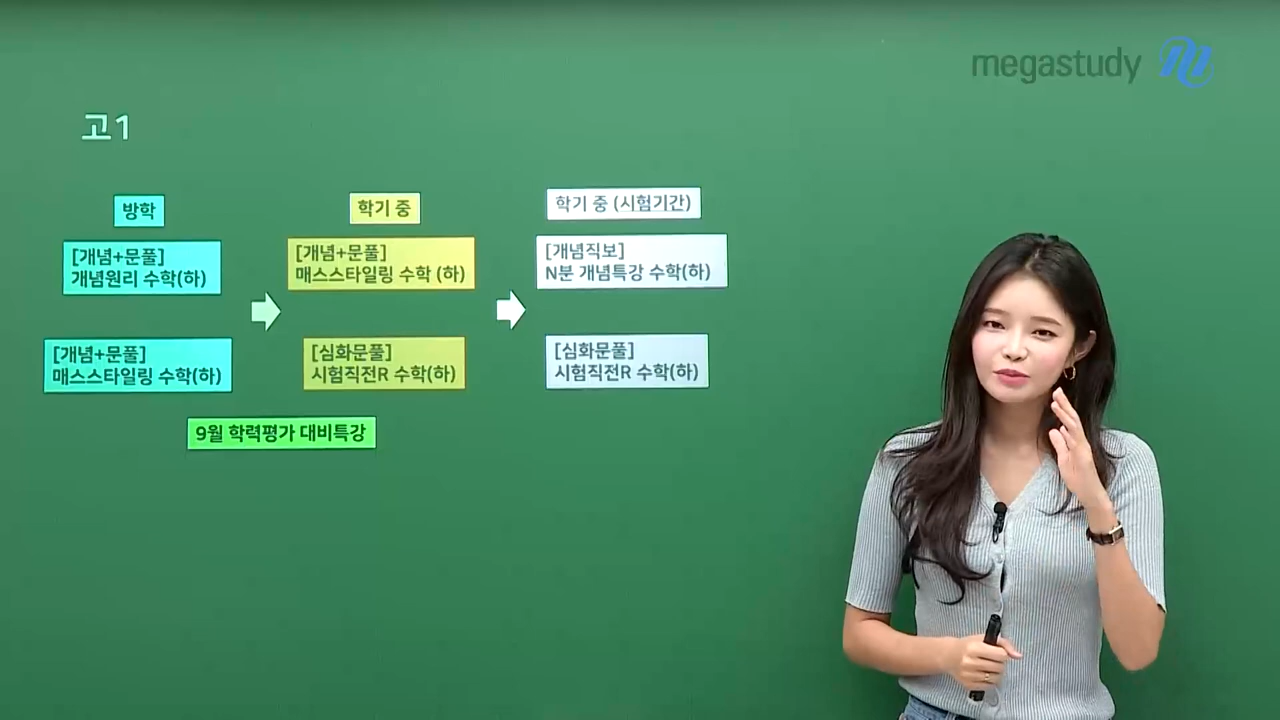 megastudy
고1
방학
[개념+문풀]
개념원리 수학(하)
[개념+문풀]
매스스타일링 수학(하)
학기 중
[개념+문풀]
매스스타일링 수학 (하)
[심화문풀]
시험직전R 수학(하)
학기 중 (시험기간)
[개념직보]
N분 개념특강 수학(하)
[심화문풀]
시험직전R 수학(하)
9월 학력평가 대비특강